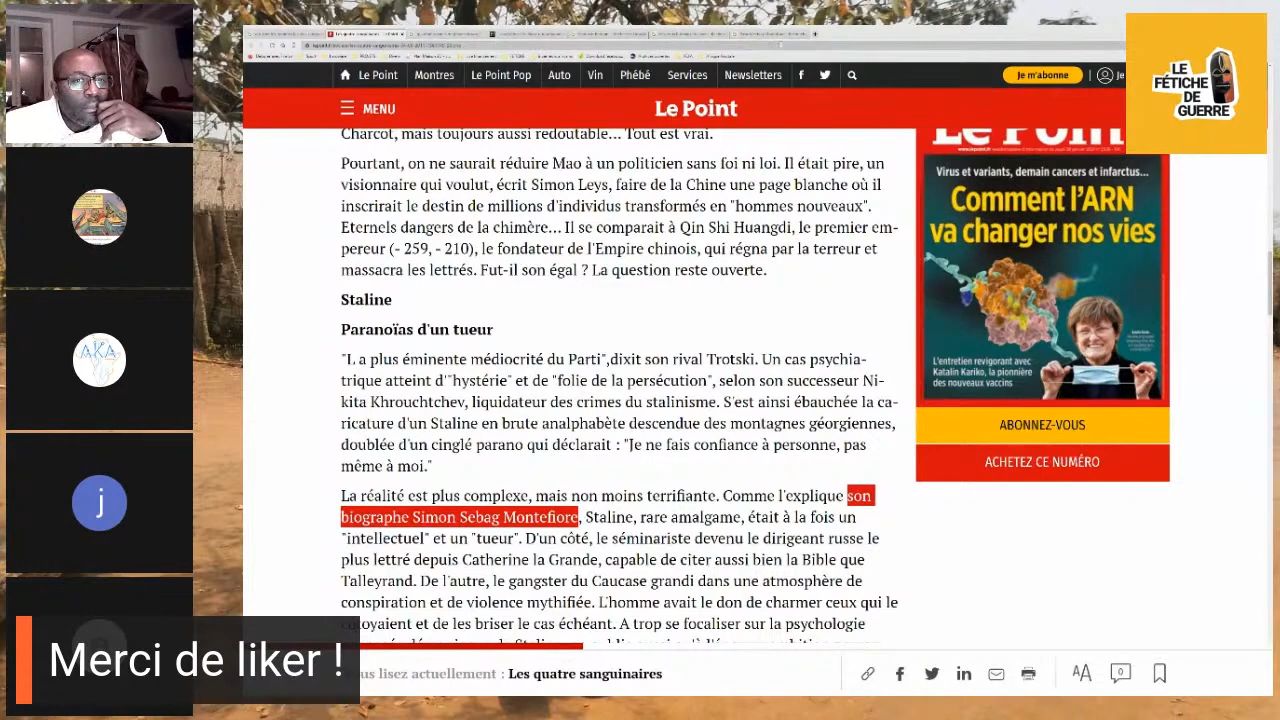 Le Point
Montres
Le Point Pop
Auto
Vin
Phébé
Services
Newsletters
f
Je m'abonne
Je
LE
FÉTICHE
DE
GUERRE
MENU
Le Point
Charcot, mais toujours aussi redoutable... Tout est vrai.
Pourtant, on ne saurait réduire Mao à un politicien sans foi ni loi. Il était pire, un
visionnaire qui voulut, écrit Simon Leys, faire de la Chine une page blanche où il
inscrirait le destin de millions d'individus transformés en "hommes nouveaux".
Eternels dangers de la chimère... Il se comparait à Qin Shi Huangdi, le premier em-
pereur (- 259, - 210), le fondateur de l'Empire chinois, qui régna par la terreur et
massacra les lettrés. Fut-il son égal ? La question reste ouverte.
Staline
Paranoïas d'un tueur
"L a plus éminente médiocrité du Parti",dixit son rival Trotski. Un cas psychia-
trique atteint d'"hystérie" et de "folie de la persécution", selon son successeur Ni-
kita Khrouchtchev, liquidateur des crimes du stalinisme. S'est ainsi ébauchée la ca-
ricature d'un Staline en brute analphabète descendue des montagnes géorgiennes,
doublée d'un cinglé parano qui déclarait : "Je ne fais confiance à personne, pas
même à moi."
La réalité est plus complexe, mais non moins terrifiante. Comme l'explique son
biographe Simon Sebag Montefiore, Staline, rare amalgame, était à la fois un
"intellectuel" et un "tueur". D'un côté, le séminariste devenu le dirigeant russe le
plus lettré depuis Catherine la Grande, capable de citer aussi bien la Bible que
Talleyrand. De l'autre, le gangster du Caucase grandi dans une atmosphère de
conspiration et de violence mythifiée. L'homme avait le don de charmer ceux qui le
côtoyaient et de les briser le cas échéant. A trop se focaliser sur la psychologie
Le Point
Virus et variants, demain cancers et infarctus...
Comment l'ARN
va changer nos vies
L'entretien revigorant avec
Katalin Kariko, la pionnière
des nouveaux vaccins
ABONNEZ-VOUS
ACHETEZ CE NUMÉRO
AKA
j
Merci de liker !
us lisez actuellement : Les quatre sanguinaires
f
in
AA
0